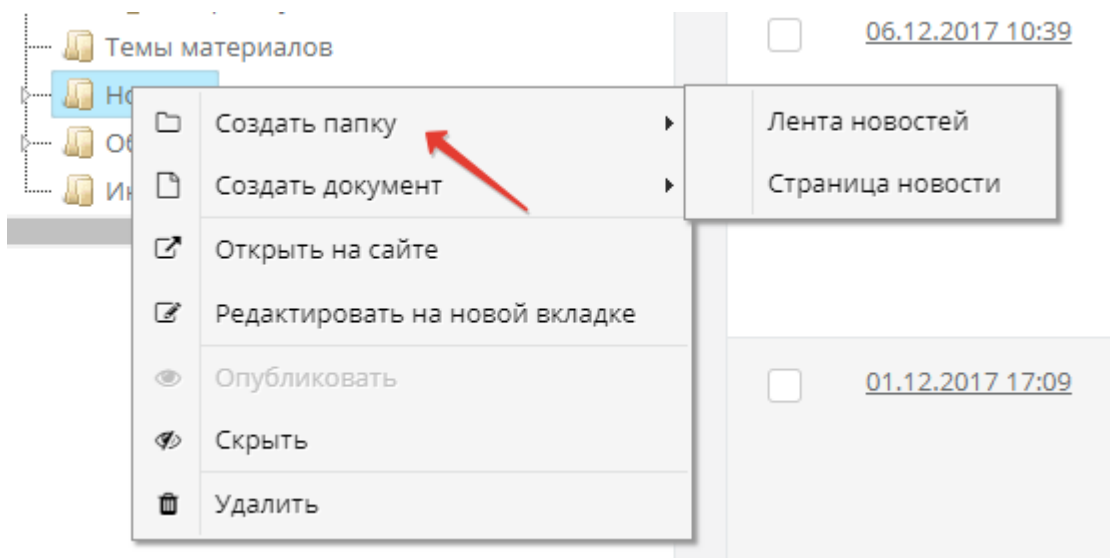 Темы материалов
Создать папку
Создать документ
Открыть на сайте
Редактировать на новой вкладке
Опубликовать
Скрыть
Удалить
Лента новостей
Страница новости
06.12.2017 10:39
01.12.2017 17:09